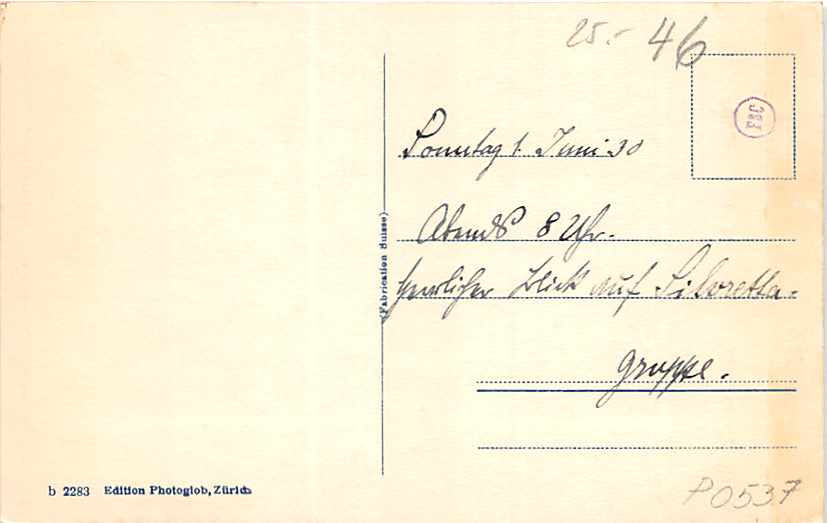 25.- 46
383
Sonntag 1. Juni 30
Abends 8 Uhr.
herrlicher Blick auf Silvretta-
gruppe.
(Fabrication Suisse)
b 2283 Edition Photoglob, Zürich
P0537